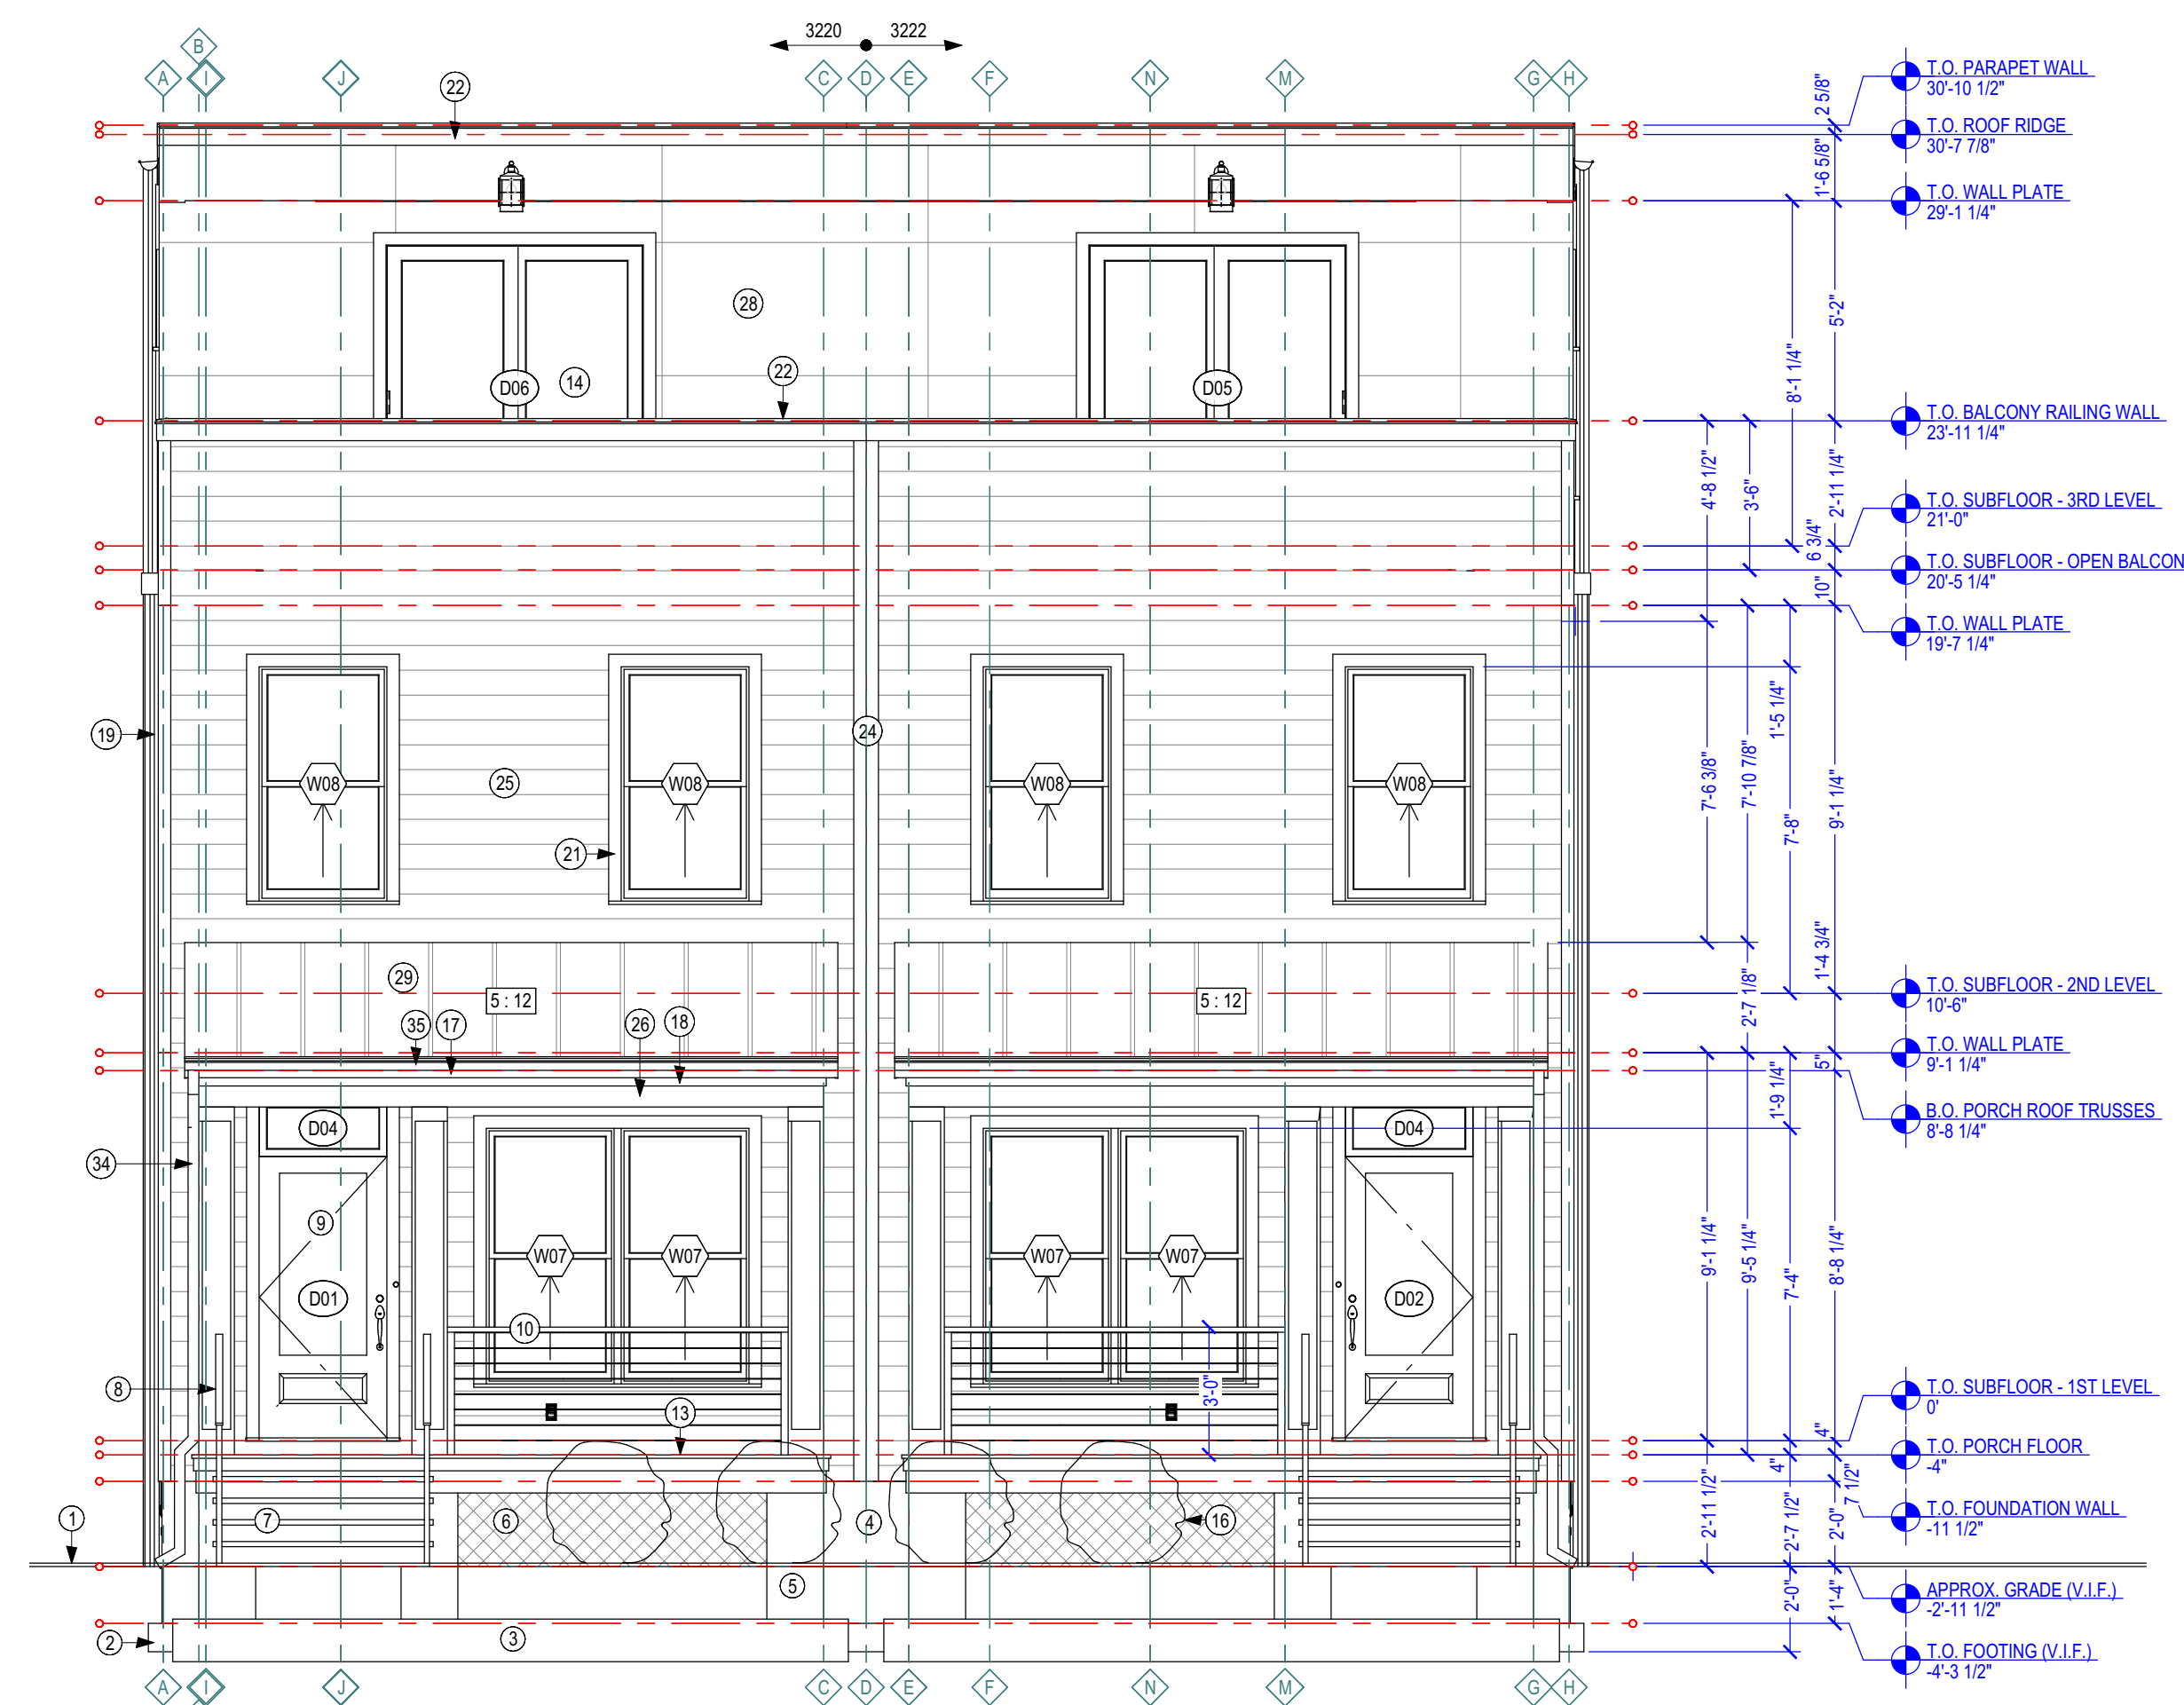 3220 3222
B
A I J C D E F N M G H
22
T.O. PARAPET WALL
30'-10 1/2"
2 5/8"
T.O. ROOF RIDGE
30'-7 7/8"
1'-6 5/8"
T.O. WALL PLATE
29'-1 1/4"
28
5'-2"
8'-1 1/4"
D06 14 22 D05
T.O. BALCONY RAILING WALL
23'-11 1/4"
4'-8 1/2"
3'-6"
2'-11 1/4"
T.O. SUBFLOOR - 3RD LEVEL
21'-0"
6 3/4"
T.O. SUBFLOOR - OPEN BALCON
20'-5 1/4"
10"
T.O. WALL PLATE
19'-7 1/4"
1'-5 1/4"
19 24
W08 25 W08 W08 W08
21
7'-6 3/8"
7'-10 7/8"
7'-8"
9'-1 1/4"
29
5 : 12 5 : 12
1'-4 3/4"
T.O. SUBFLOOR - 2ND LEVEL
10'-6"
2'-7 1/8"
35 17 26 18
T.O. WALL PLATE
9'-1 1/4"
5"
1'-9 1/4"
B.O. PORCH ROOF TRUSSES
8'-8 1/4"
D04 D04
34
9
W07 W07 W07 W07
D01 D02
10
9'-1 1/4"
9'-5 1/4"
7'-4"
8'-8 1/4"
8
3'-0"
13
T.O. SUBFLOOR - 1ST LEVEL
0'
4"
T.O. PORCH FLOOR
-4"
4"
7 1/2"
1 7 6 4 16
T.O. FOUNDATION WALL
-11 1/2"
2'-11 1/2"
2'-7 1/2"
2'-0"
5
APPROX. GRADE (V.I.F.)
-2'-11 1/2"
2'-0"
1'-4"
2 3
T.O. FOOTING (V.I.F.)
-4'-3 1/2"
A I J C D E F N M G H